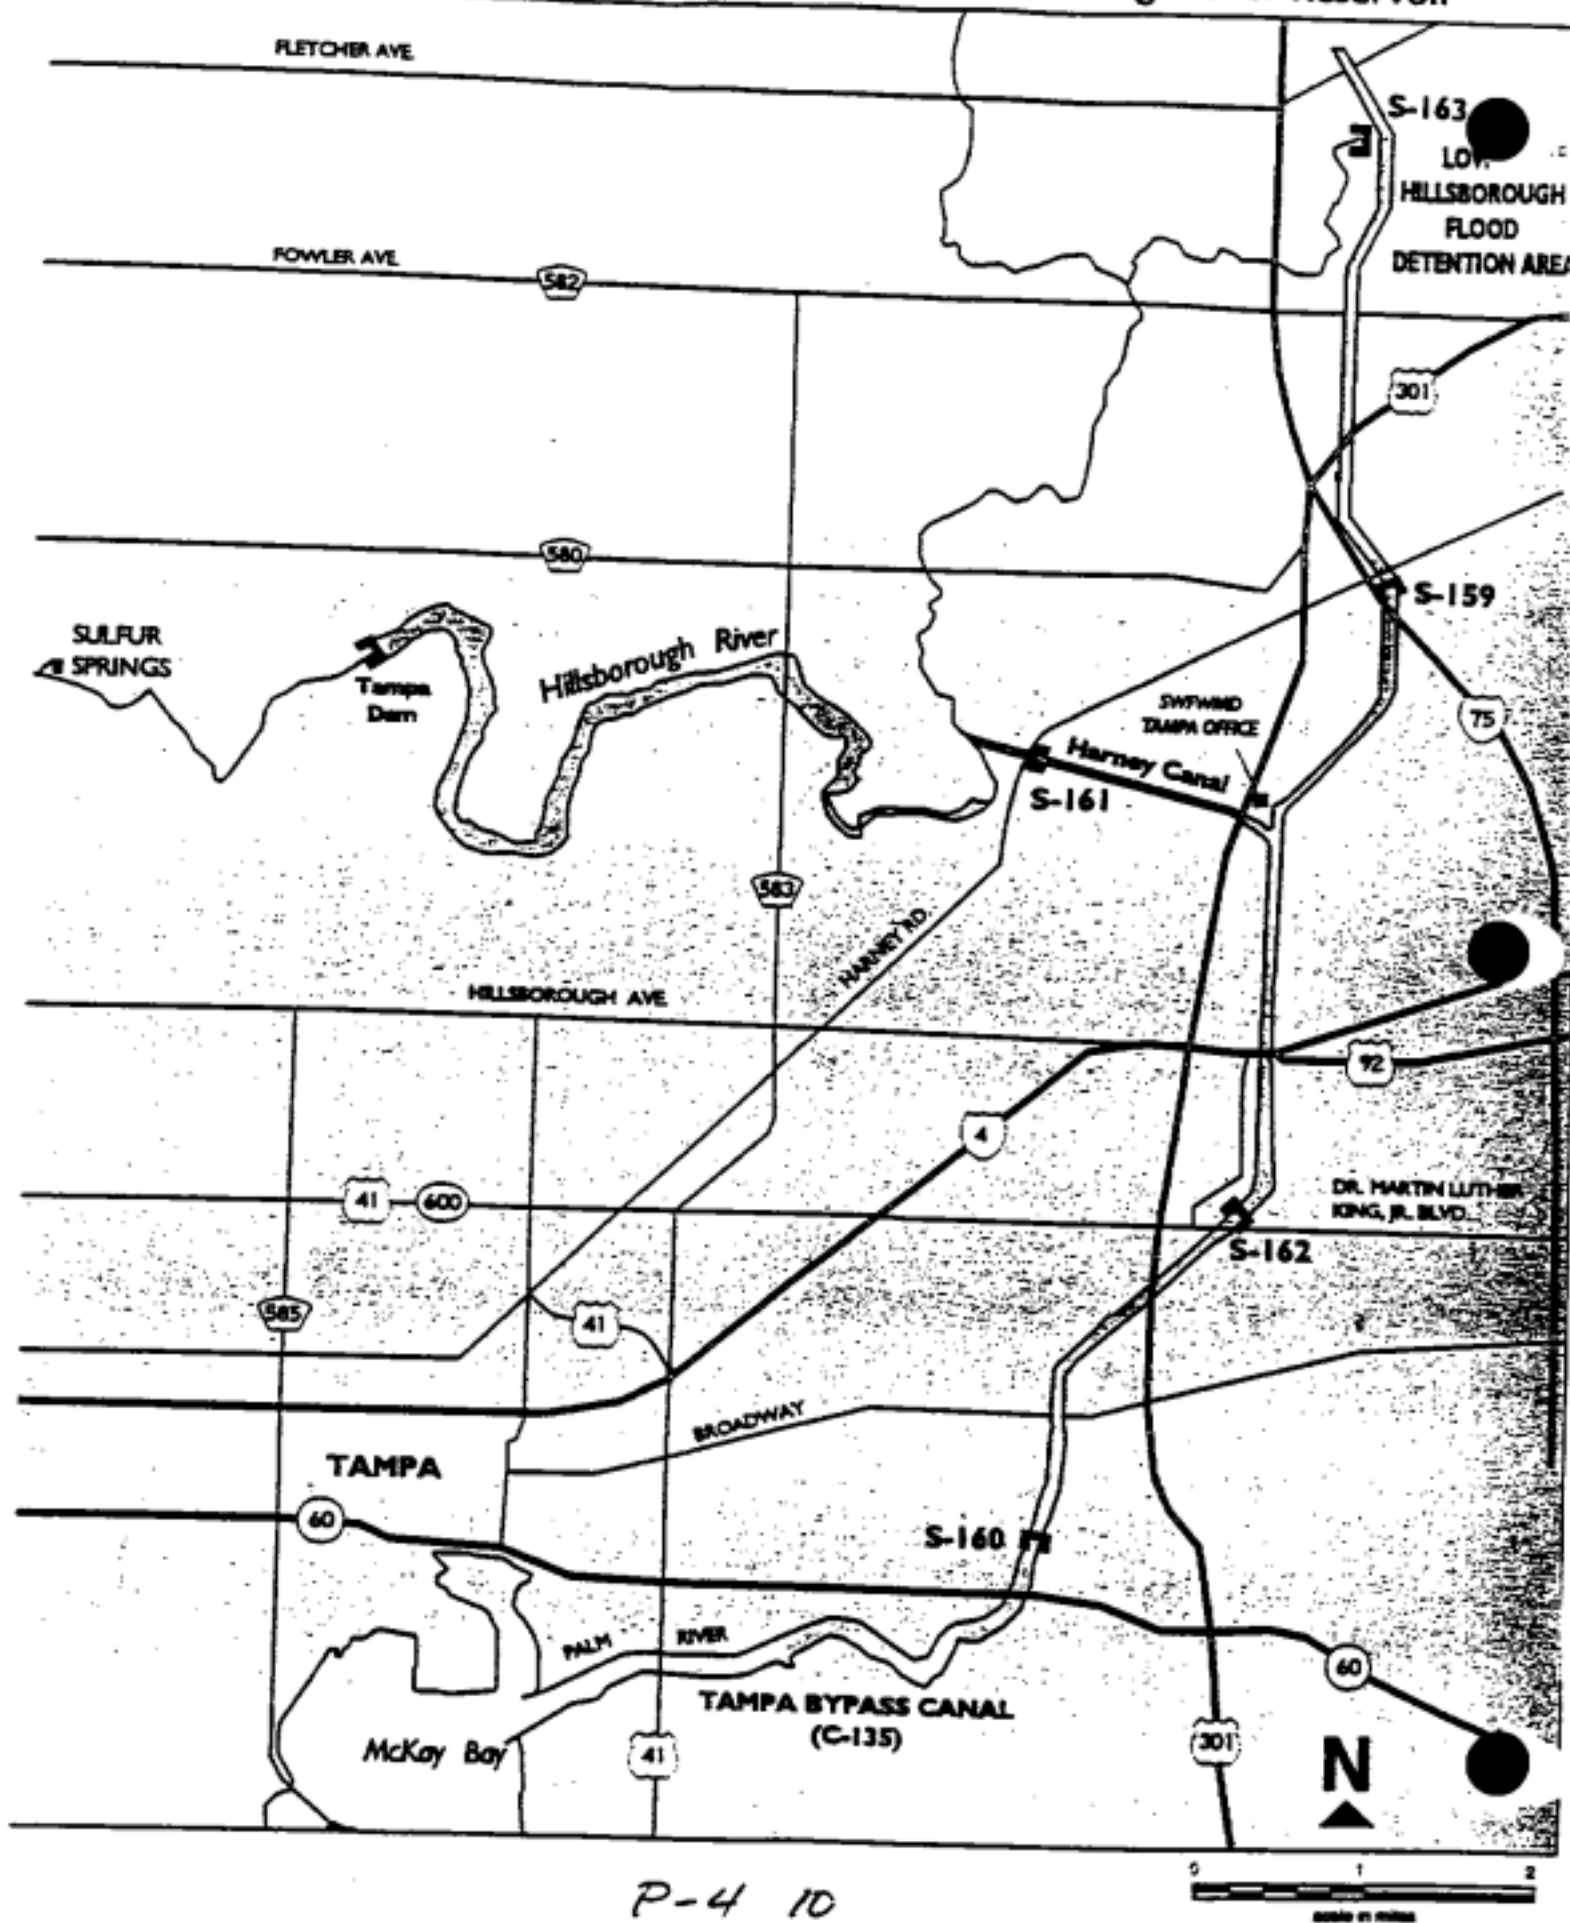 FLETCHER AVE.
S-163
HILLSBOROUGH
FLOOD
DETENTION AREA
FOWLER AVE.
582
301
580
S-159
SULFUR
SPRINGS
Tampa
Dam
Hillsborough River
SWFWMD
TAMPA OFFICE
75
Harney Canal
S-161
583
HARNEY RD.
HILLSBOROUGH AVE.
92
4
41
600
DR. MARTIN LUTHER
KING, JR. BLVD.
S-162
585
41
BROADWAY
TAMPA
60
S-160
PALM RIVER
60
TAMPA BYPASS CANAL
(C-135)
McKay Bay
41
301
N
0 1 2
scale in miles
P-4 10